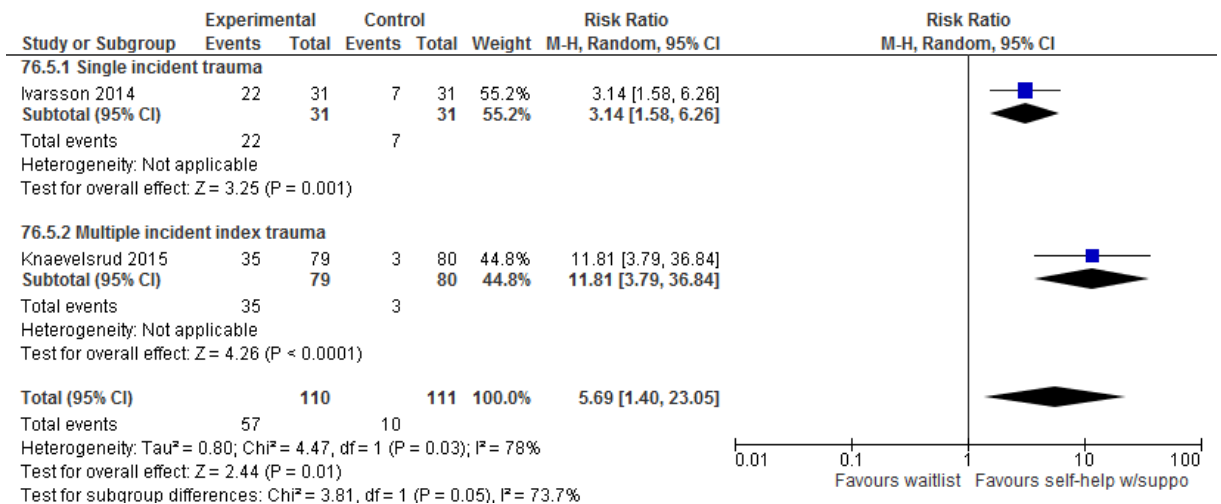 Experimental Control Risk Ratio Risk Ratio
Study or Subgroup Events Total Events Total Weight M-H, Random, 95% CI M-H, Random, 95% CI
76.5.1 Single incident trauma
Ivarsson 2014 22 31 7 31 55.2% 3.14 [1.58, 6.26]
Subtotal (95% CI) 31 31 55.2% 3.14 [1.58, 6.26]
Total events 22 7
Heterogeneity: Not applicable
Test for overall effect: Z = 3.25 (P = 0.001)
76.5.2 Multiple incident index trauma
Knaevelsrud 2015 35 79 3 80 44.8% 11.81 [3.79, 36.84]
Subtotal (95% CI) 79 80 44.8% 11.81 [3.79, 36.84]
Total events 35 3
Heterogeneity: Not applicable
Test for overall effect: Z = 4.26 (P < 0.0001)
Total (95% CI) 110 111 100.0% 5.69 [1.40, 23.05]
Total events 57 10
Heterogeneity: Tau² = 0.80; Chi² = 4.47, df = 1 (P = 0.03); I² = 78%
Test for overall effect: Z = 2.44 (P = 0.01)
Test for subgroup differences: Chi² = 3.81, df = 1 (P = 0.05), I² = 73.7%
0.01 0.1 1 10 100
Favours waitlist Favours self-help w/suppo